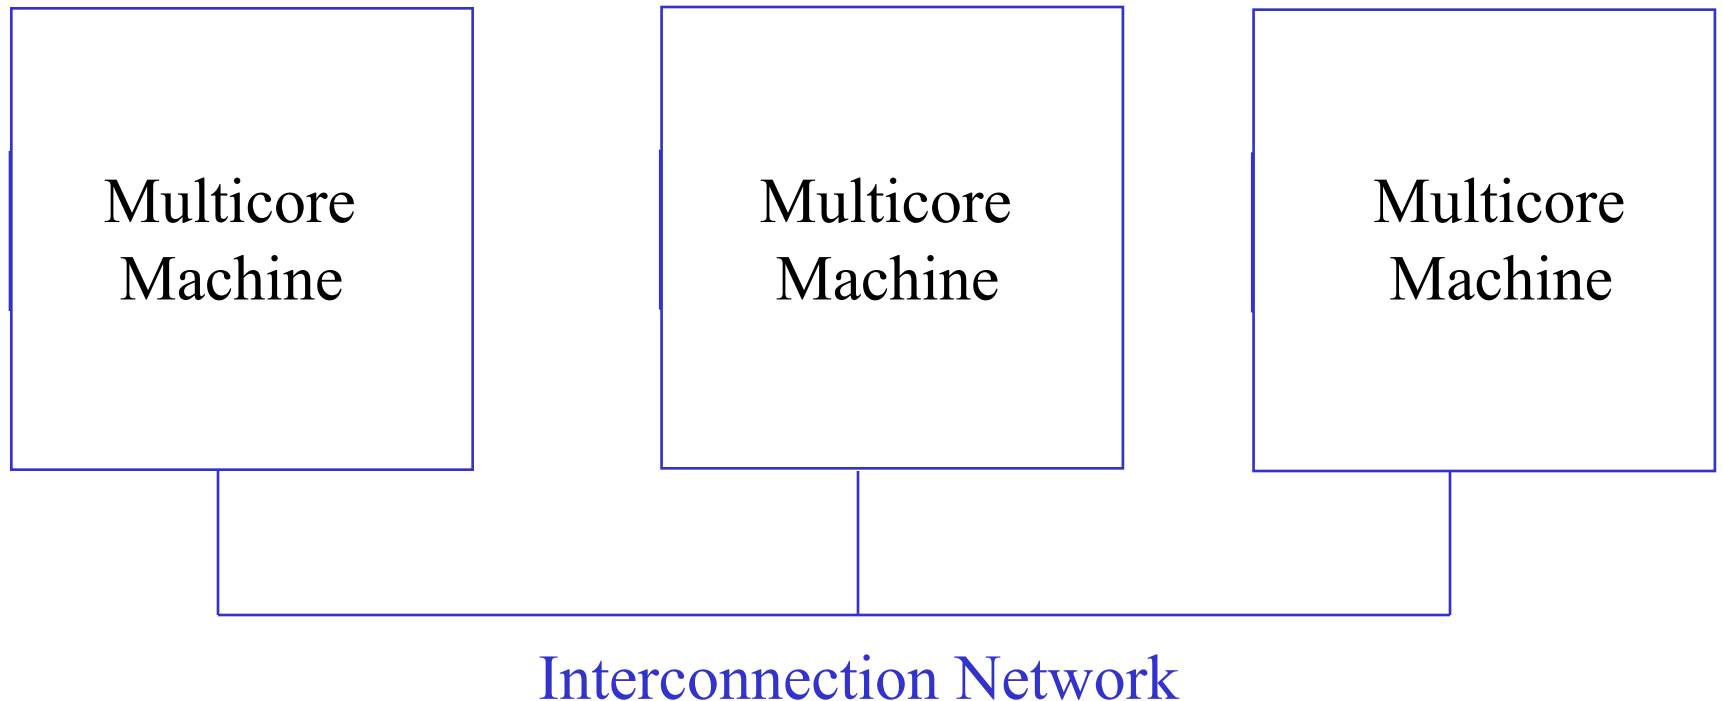 Multicore
Machine
Multicore
Machine
Multicore
Machine
Interconnection Network